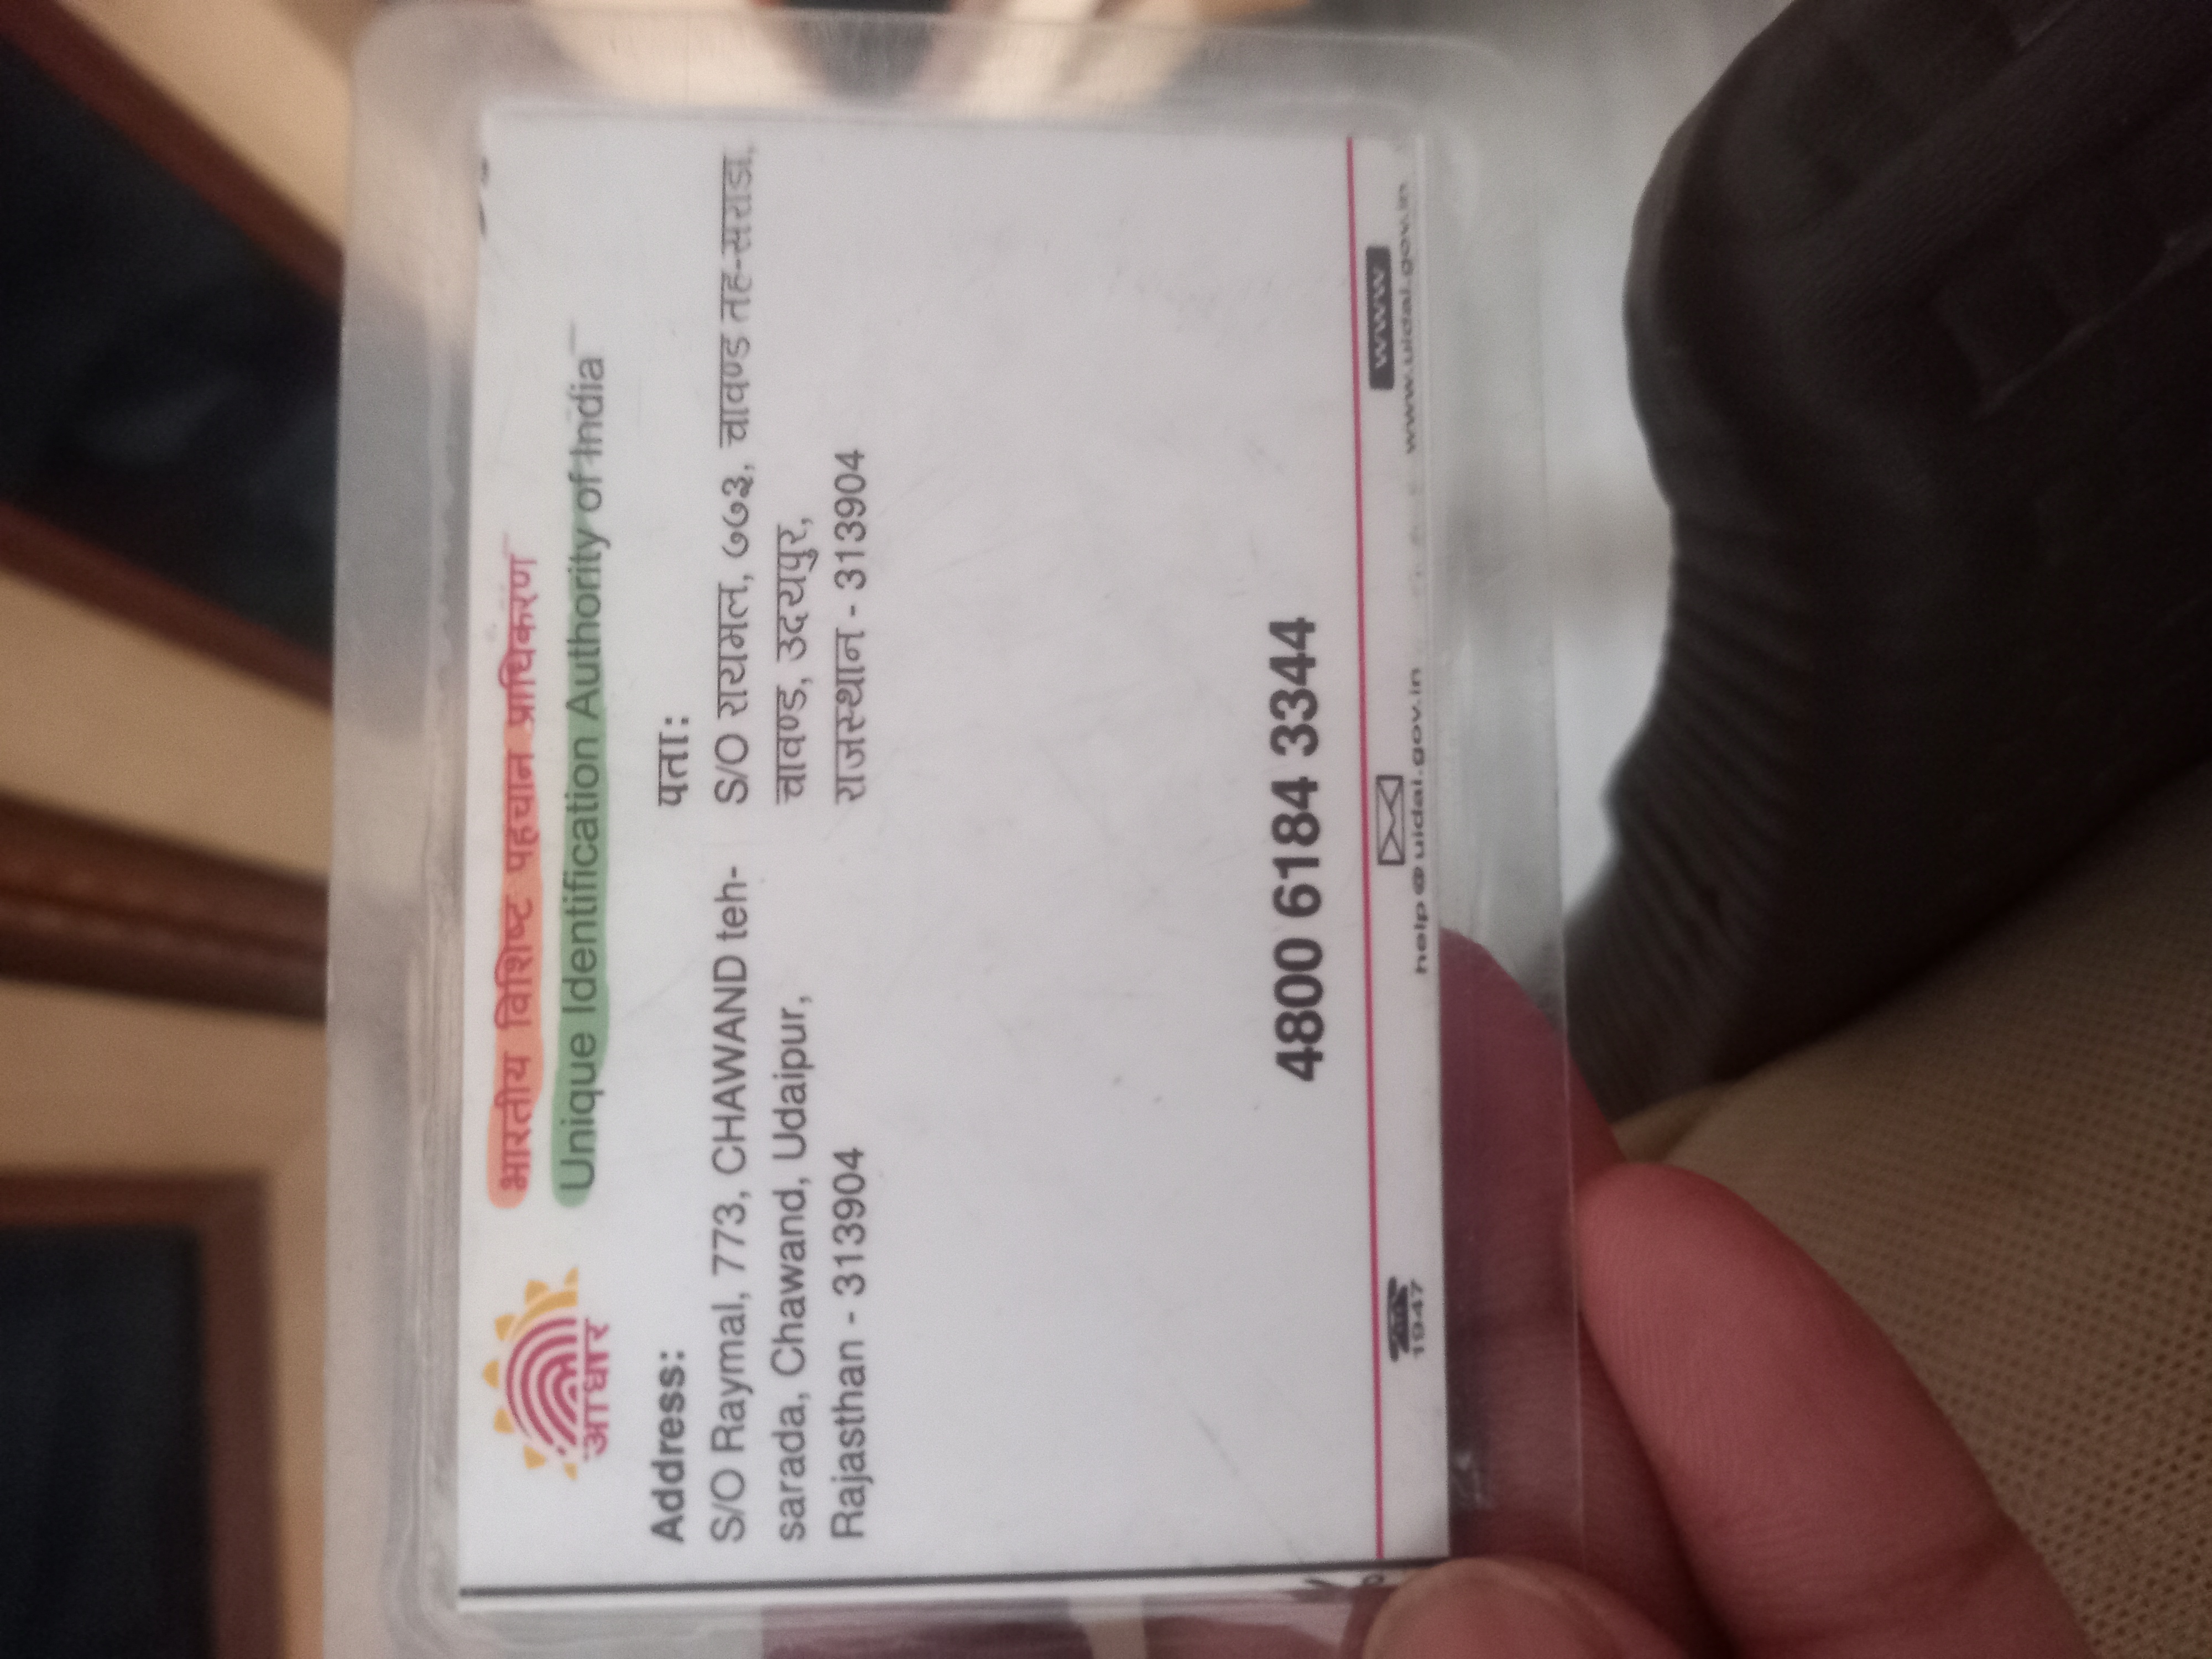 भारतीय विशिष्ट पहचान प्राधिकरण
Unique Identification Authority of India
आधार
Address:
S/O Raymal, 773, CHAWAND teh-
sarada, Chawand, Udaipur,
Rajasthan - 313904
पता:
S/O रायमल, ७७३, चावण्ड तह-सराडा,
चावण्ड, उदयपुर,
राजस्थान - 313904
4800 6184 3344
1947
help@uidai.gov.in
www
www.uidai.gov.in